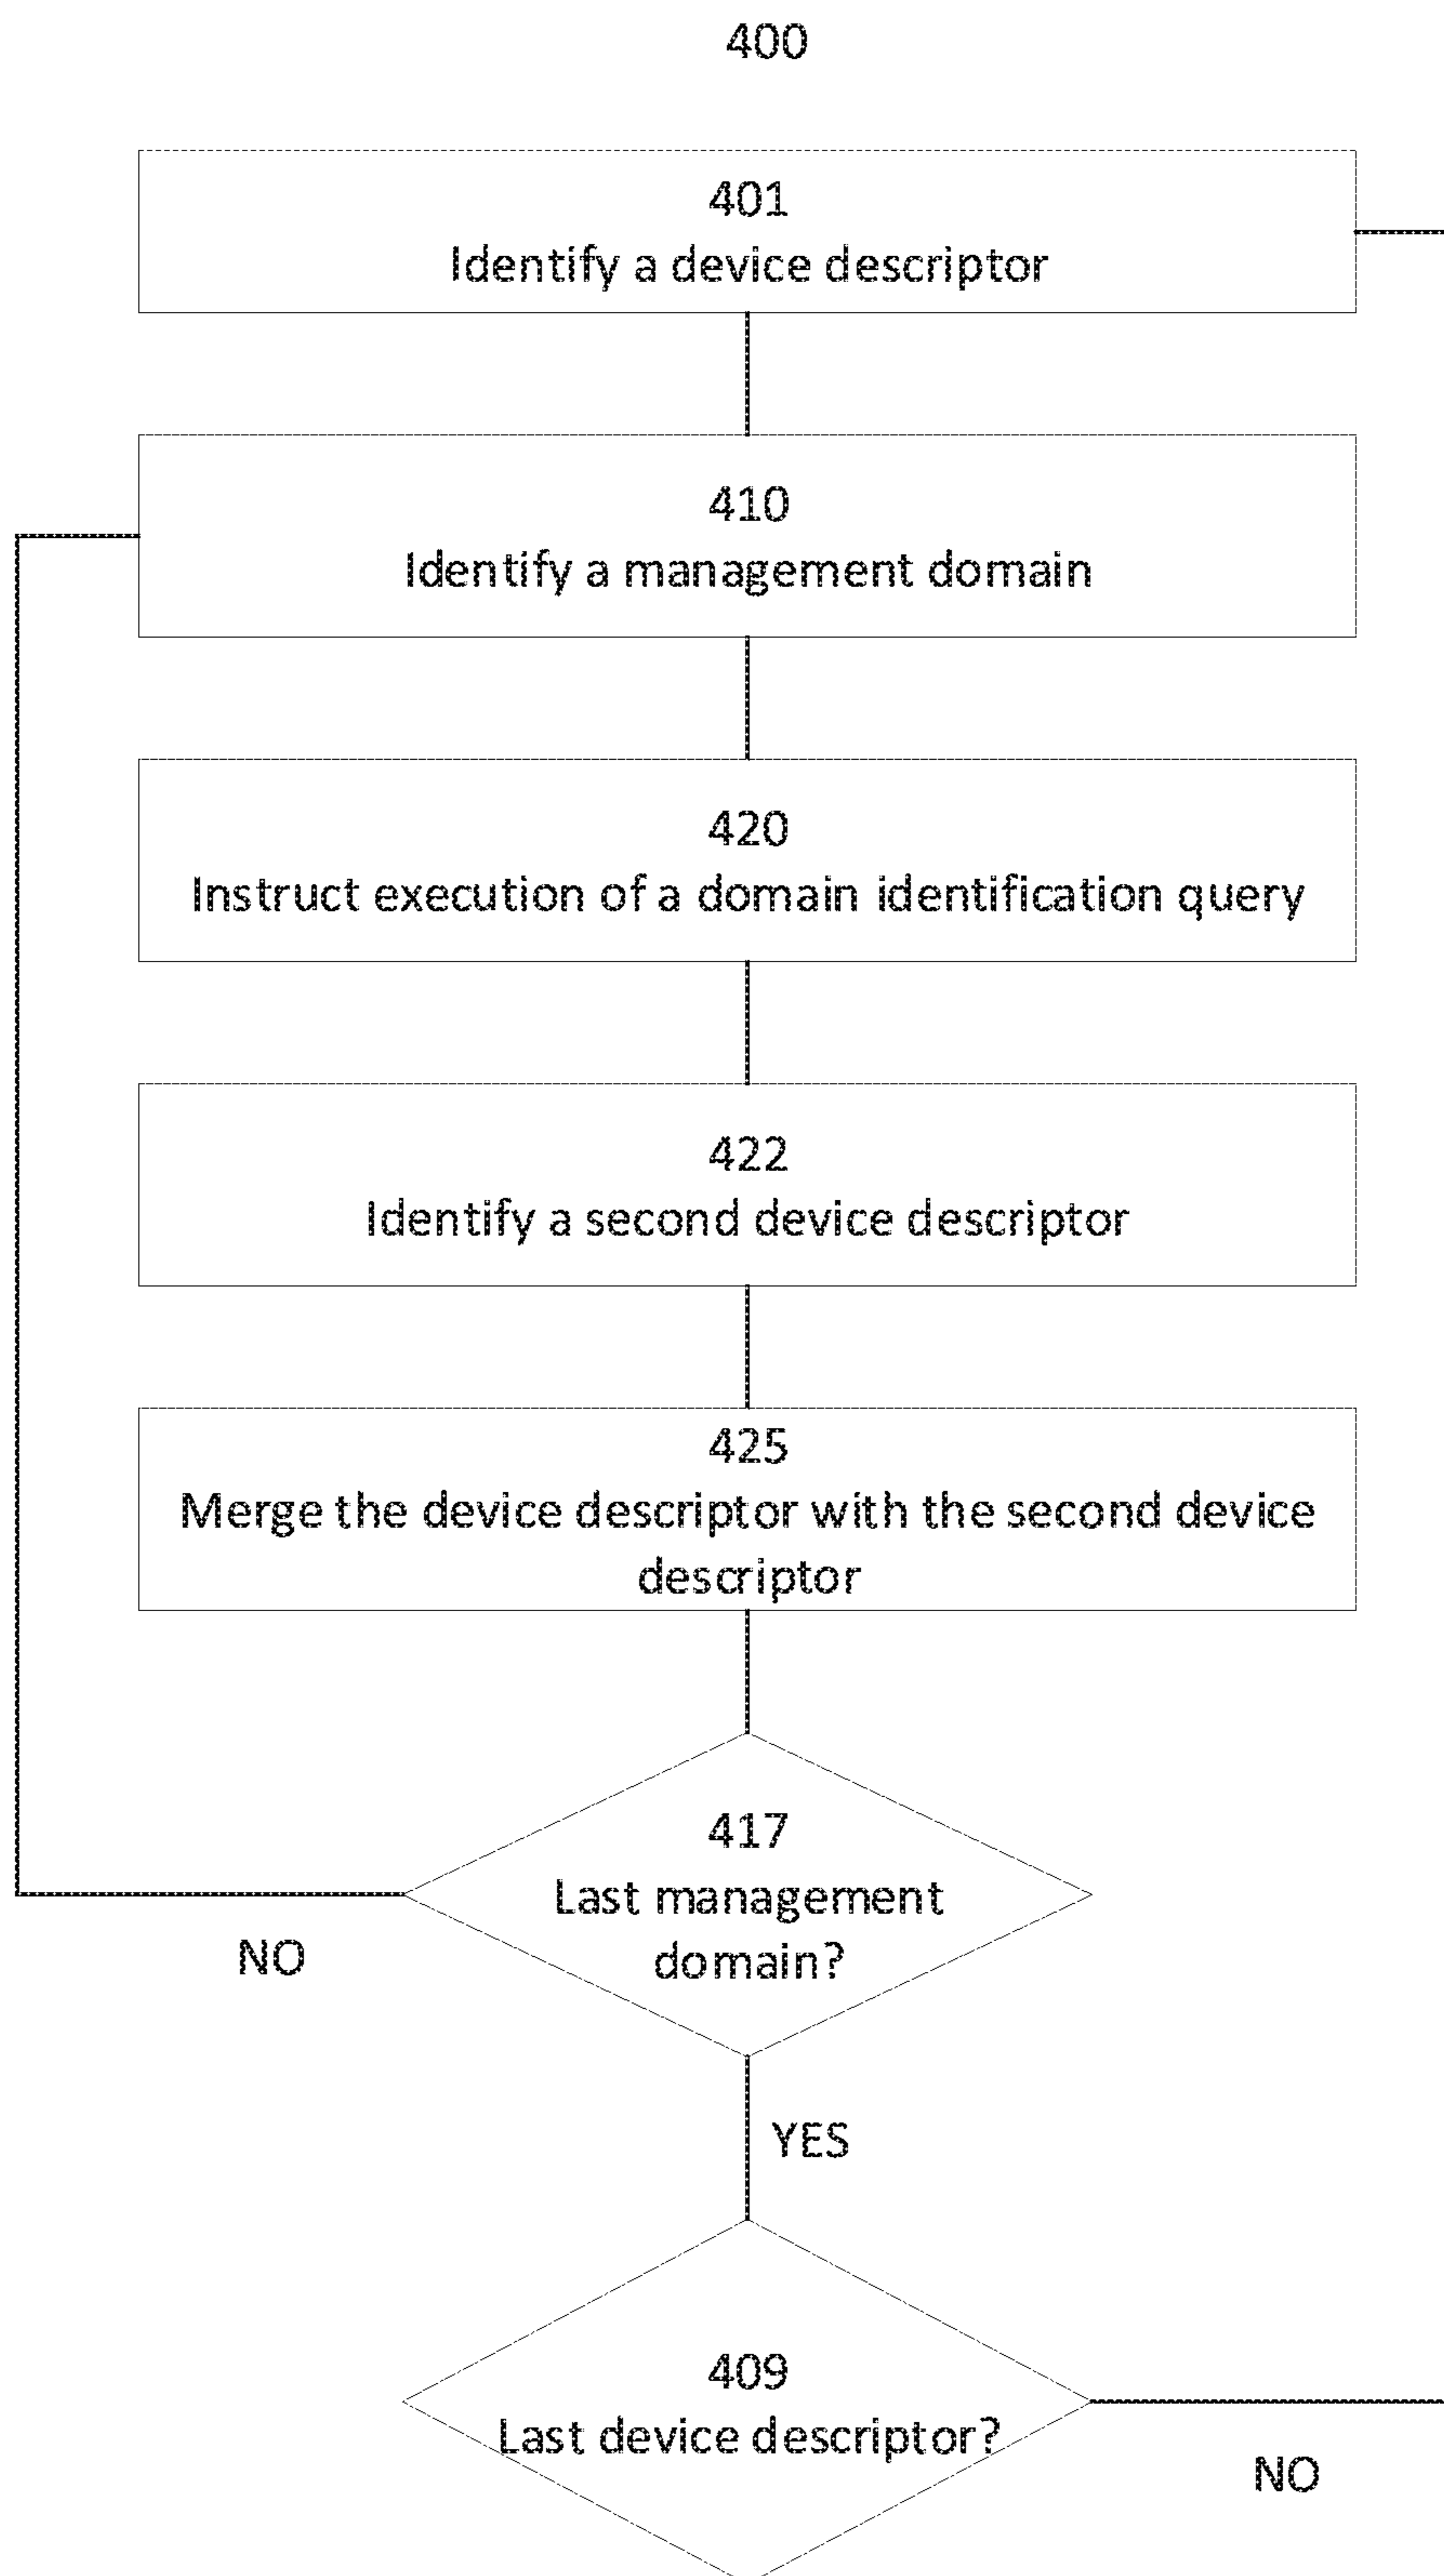 400
401
Identify a device descriptor
410
Identify a management domain
420
Instruct execution of a domain identification query
422
Identify a second device descriptor
425
Merge the device descriptor with the second device
descriptor
417
Last management
domain?
NO
YES
409
Last device descriptor?
NO